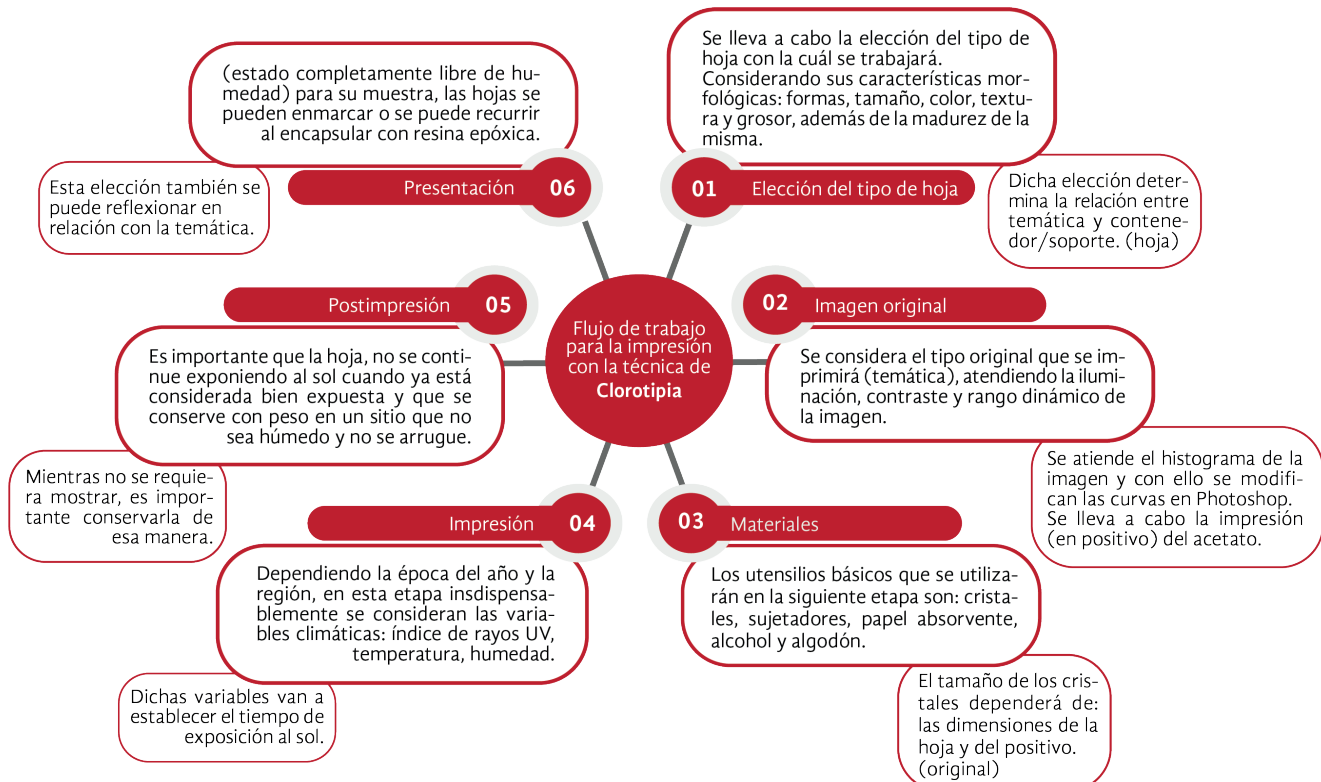 Flujo de trabajo
para la impresión
con la técnica de
Clorotipia
Se lleva a cabo la elección del tipo de
hoja con la cuál se trabajará.
Considerando sus características mor-
fológicas: formas, tamaño, color, textu-
ra y grosor, además de la madurez de la
misma.
01 Elección del tipo de hoja
Dicha elección deter-
mina la relación entre
temática y contene-
dor/soporte. (hoja)
02 Imagen original
Se considera el tipo original que se im-
primirá (temática), atendiendo la ilumi-
nación, contraste y rango dinámico de
la imagen.
Se atiende el histograma de la
imagen y con ello se modifi-
can las curvas en Photoshop.
Se lleva a cabo la impresión
(en positivo) del acetato.
03 Materiales
Los utensilios básicos que se utiliza-
rán en la siguiente etapa son: crista-
les, sujetadores, papel absorvente,
alcohol y algodón.
El tamaño de los cris-
tales dependerá de:
las dimensiones de la
hoja y del positivo.
(original)
Impresión 04
Dependiendo la época del año y la
región, en esta etapa insdispensa-
blemente se consideran las varia-
bles climáticas: índice de rayos UV,
temperatura, humedad.
Dichas variables van a
establecer el tiempo de
exposición al sol.
Postimpresión 05
Es importante que la hoja, no se conti-
nue exponiendo al sol cuando ya está
considerada bien expuesta y que se
conserve con peso en un sitio que no
sea húmedo y no se arrugue.
Mientras no se requie-
ra mostrar, es impor-
tante conservarla de
esa manera.
(estado completamente libre de hu-
medad) para su muestra, las hojas se
pueden enmarcar o se puede recurrir
al encapsular con resina epóxica.
Presentación 06
Esta elección también se
puede reflexionar en
relación con la temática.